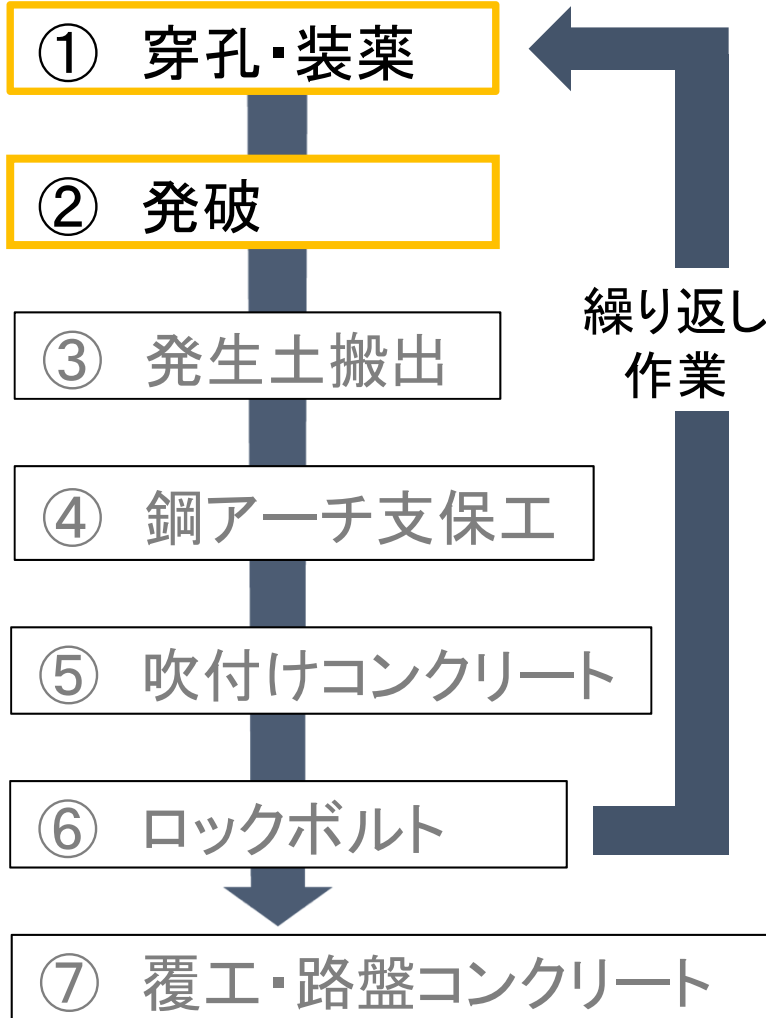 ① 穿孔・装薬
② 発破
③ 発生土搬出
④ 鋼アーチ支保工
⑤ 吹付けコンクリート
⑥ ロックボルト
⑦ 覆工・路盤コンクリート
繰り返し
作業